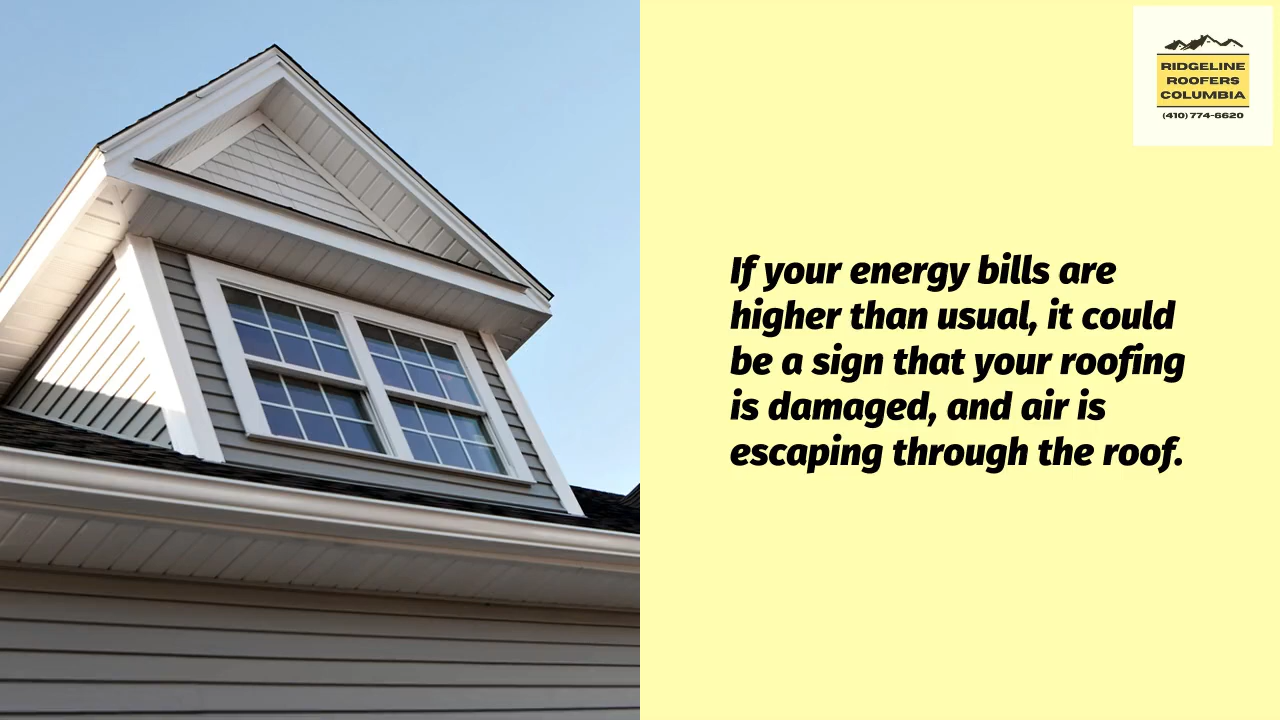 RIDGELINE
ROOFERS
COLUMBIA
(410) 774-6620
If your energy bills are
higher than usual, it could
be a sign that your roofing
is damaged, and air is
escaping through the roof.